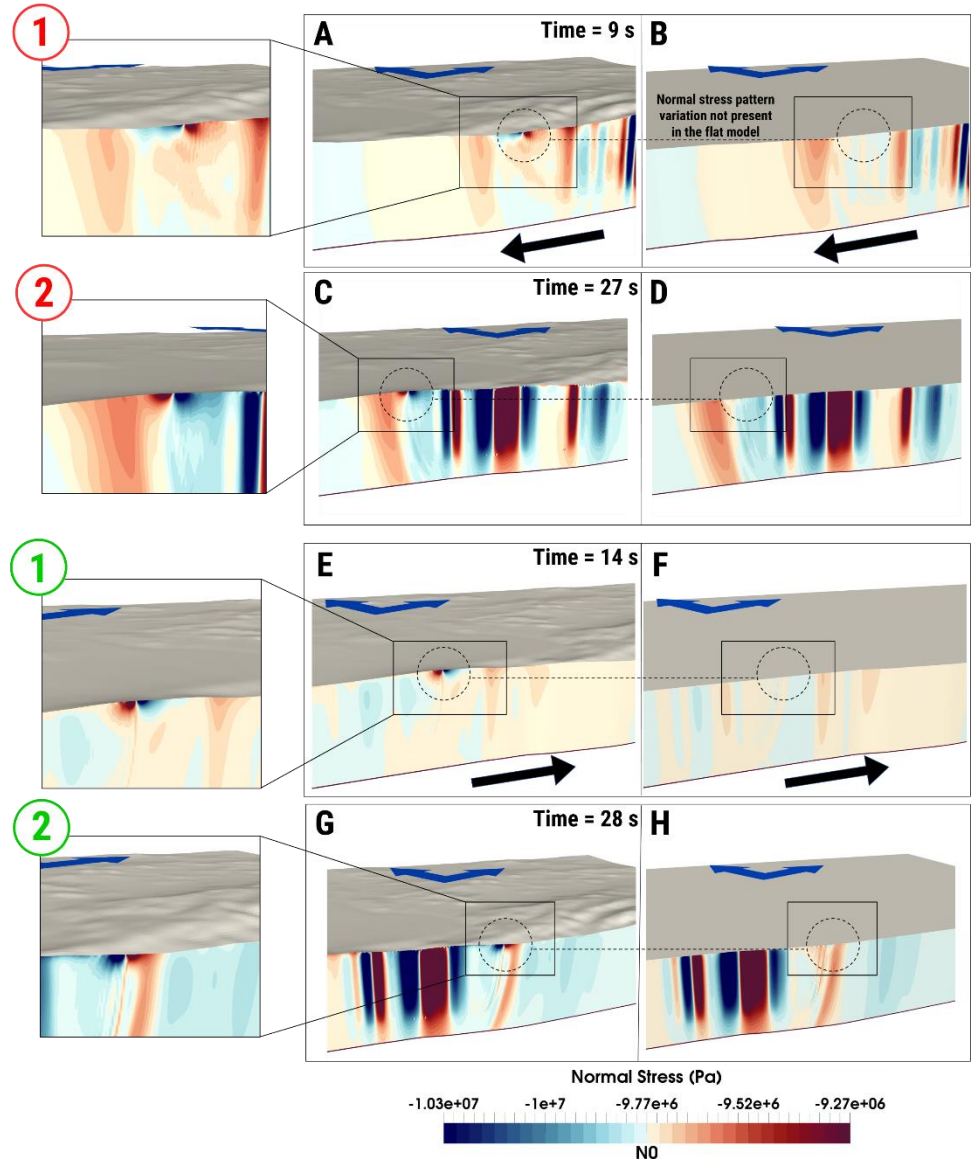 1
A
Time = 9 s
B
Normal stress pattern
variation not present
in the flat model
2
C
Time = 27 s
D
1
E
Time = 14 s
F
2
G
Time = 28 s
H
Normal Stress (Pa)
-1.03e+07 -1e+7 -9.77e+6 -9.52e+6 -9.27e+06
N0